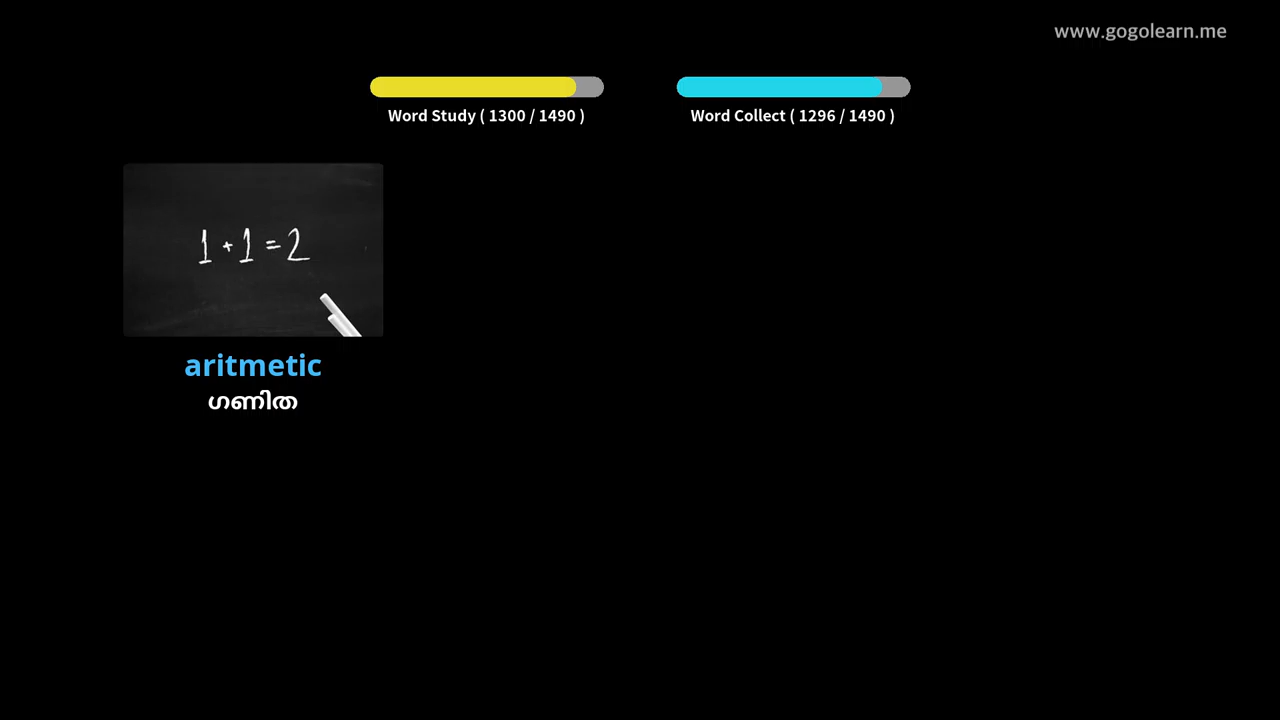 www.gogolearn.me
Word Study ( 1300 / 1490 )
Word Collect ( 1296 / 1490 )
1 + 1 = 2
aritmetic
ഗണിത